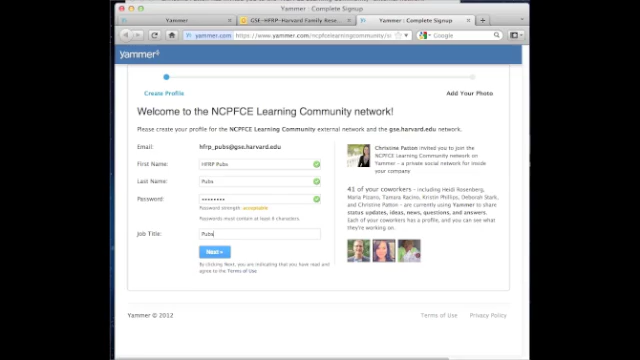 Yammer : Complete Signup
Yammer
GSE-HFRP-Harvard Family Rese...
Yammer : Complete Signup
yammer.com
https://www.yammer.com/ncpfcelearningcommunity/
Google
yammer
Create Profile
Add Your Photo
Welcome to the NCPFCE Learning Community network!
Please create your profile for the NCPFCE Learning Community external network and the gse.harvard.edu network.
Email:
hfrp_pubs@gse.harvard.edu
First Name:
HFRP Pubs
Last Name:
Pubs
Password:
••••••••
Password strength: acceptable
Passwords must contain at least 6 characters.
Job Title:
Pubs
Next »
By clicking Next, you are indicating that you have read and
agree to the Terms of Use
Christine Patton invited you to join the
NCPFCE Learning Community network on
Yammer – a private social network for inside
your company
41 of your coworkers – including Heidi Rosenberg,
Maria Pizano, Tamara Racine, Kristin Phillips, Deborah Stark,
and Christine Patton – are currently using Yammer to share
status updates, ideas, news, questions, and answers.
Each of your coworkers has a profile, and you can see what
they're working on.
Yammer © 2012
Terms of Use
Privacy Policy